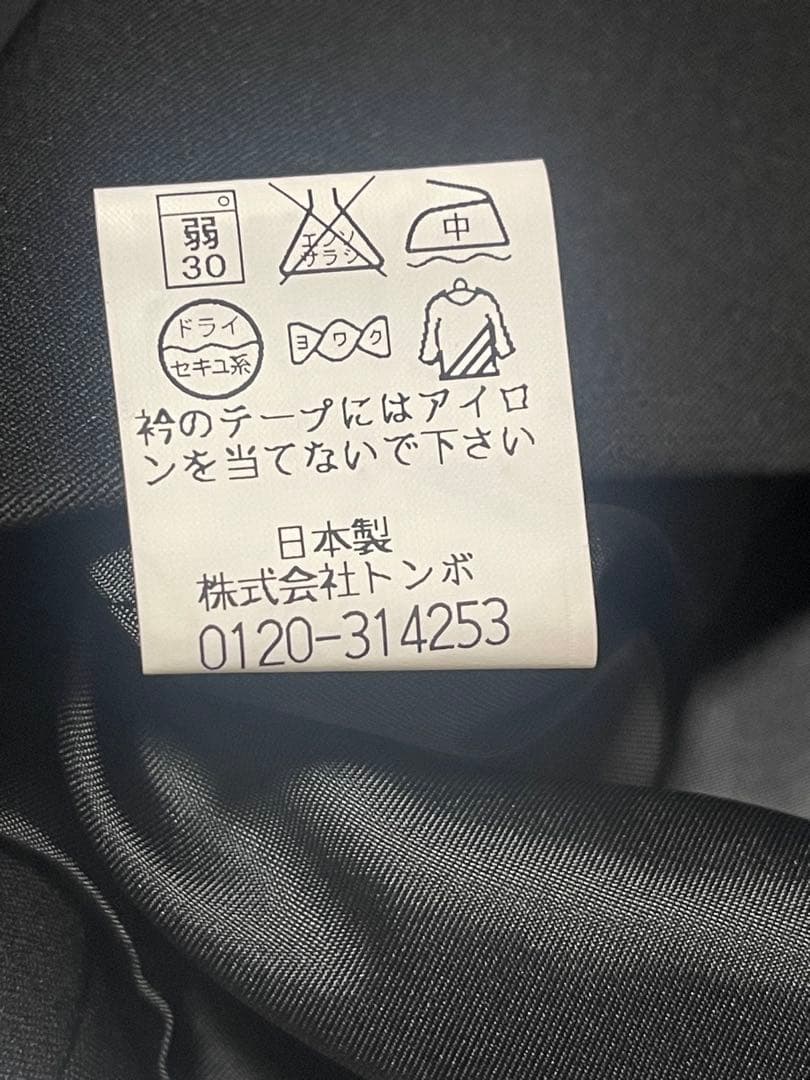 弱
30
エンソ
サラシ
中
ドライ
セキユ系
ヨワク
衿のテープにはアイロ
ンを当てないで下さい
日本製
株式会社トンボ
0120-314253